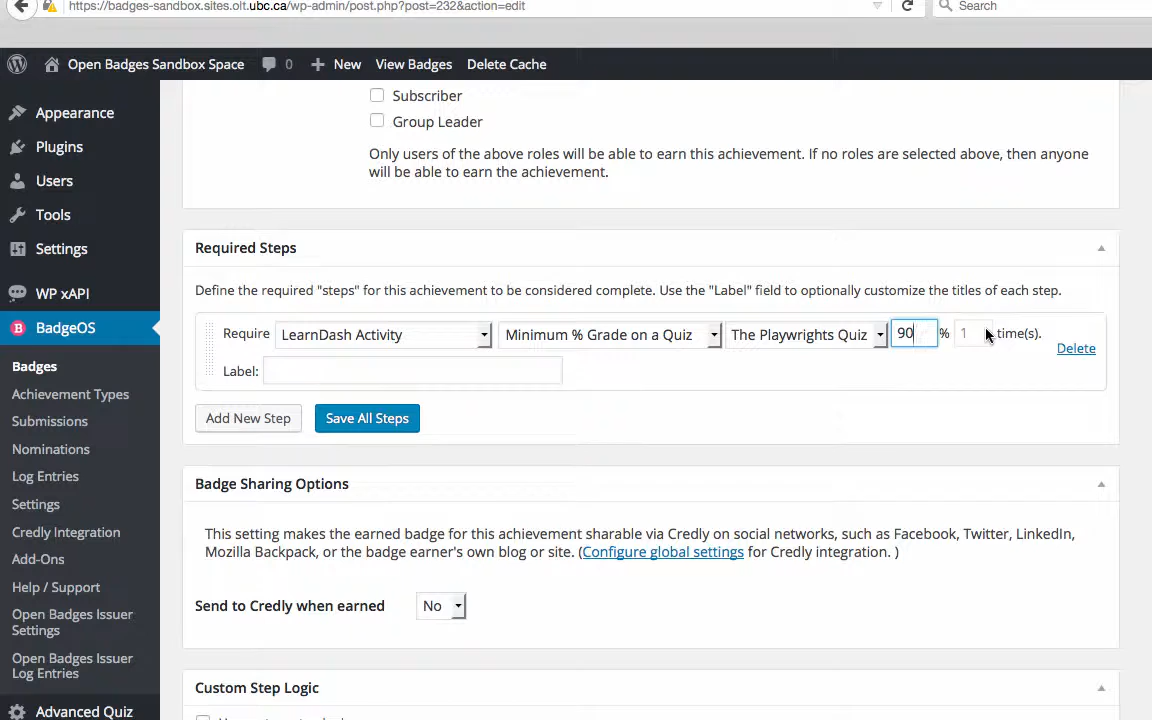 https://badges-sandbox.sites.olt.ubc.ca/wp-admin/post.php?post=232&action=edit
Search
Open Badges Sandbox Space 0 New View Badges Delete Cache
Appearance
Plugins
Users
Tools
Settings
WP xAPI
BadgeOS
Badges
Achievement Types
Submissions
Nominations
Log Entries
Settings
Credly Integration
Add-Ons
Help / Support
Open Badges Issuer
Settings
Open Badges Issuer
Log Entries
Advanced Quiz
Subscriber
Group Leader
Only users of the above roles will be able to earn this achievement. If no roles are selected above, then anyone
will be able to earn the achievement.
Required Steps
Define the required "steps" for this achievement to be considered complete. Use the "Label" field to optionally customize the titles of each step.
Require LearnDash Activity Minimum % Grade on a Quiz The Playwrights Quiz 90 % 1 time(s).
Delete
Label:
Add New Step Save All Steps
Badge Sharing Options
This setting makes the earned badge for this achievement sharable via Credly on social networks, such as Facebook, Twitter, LinkedIn,
Mozilla Backpack, or the badge earner's own blog or site. (Configure global settings for Credly integration. )
Send to Credly when earned No
Custom Step Logic